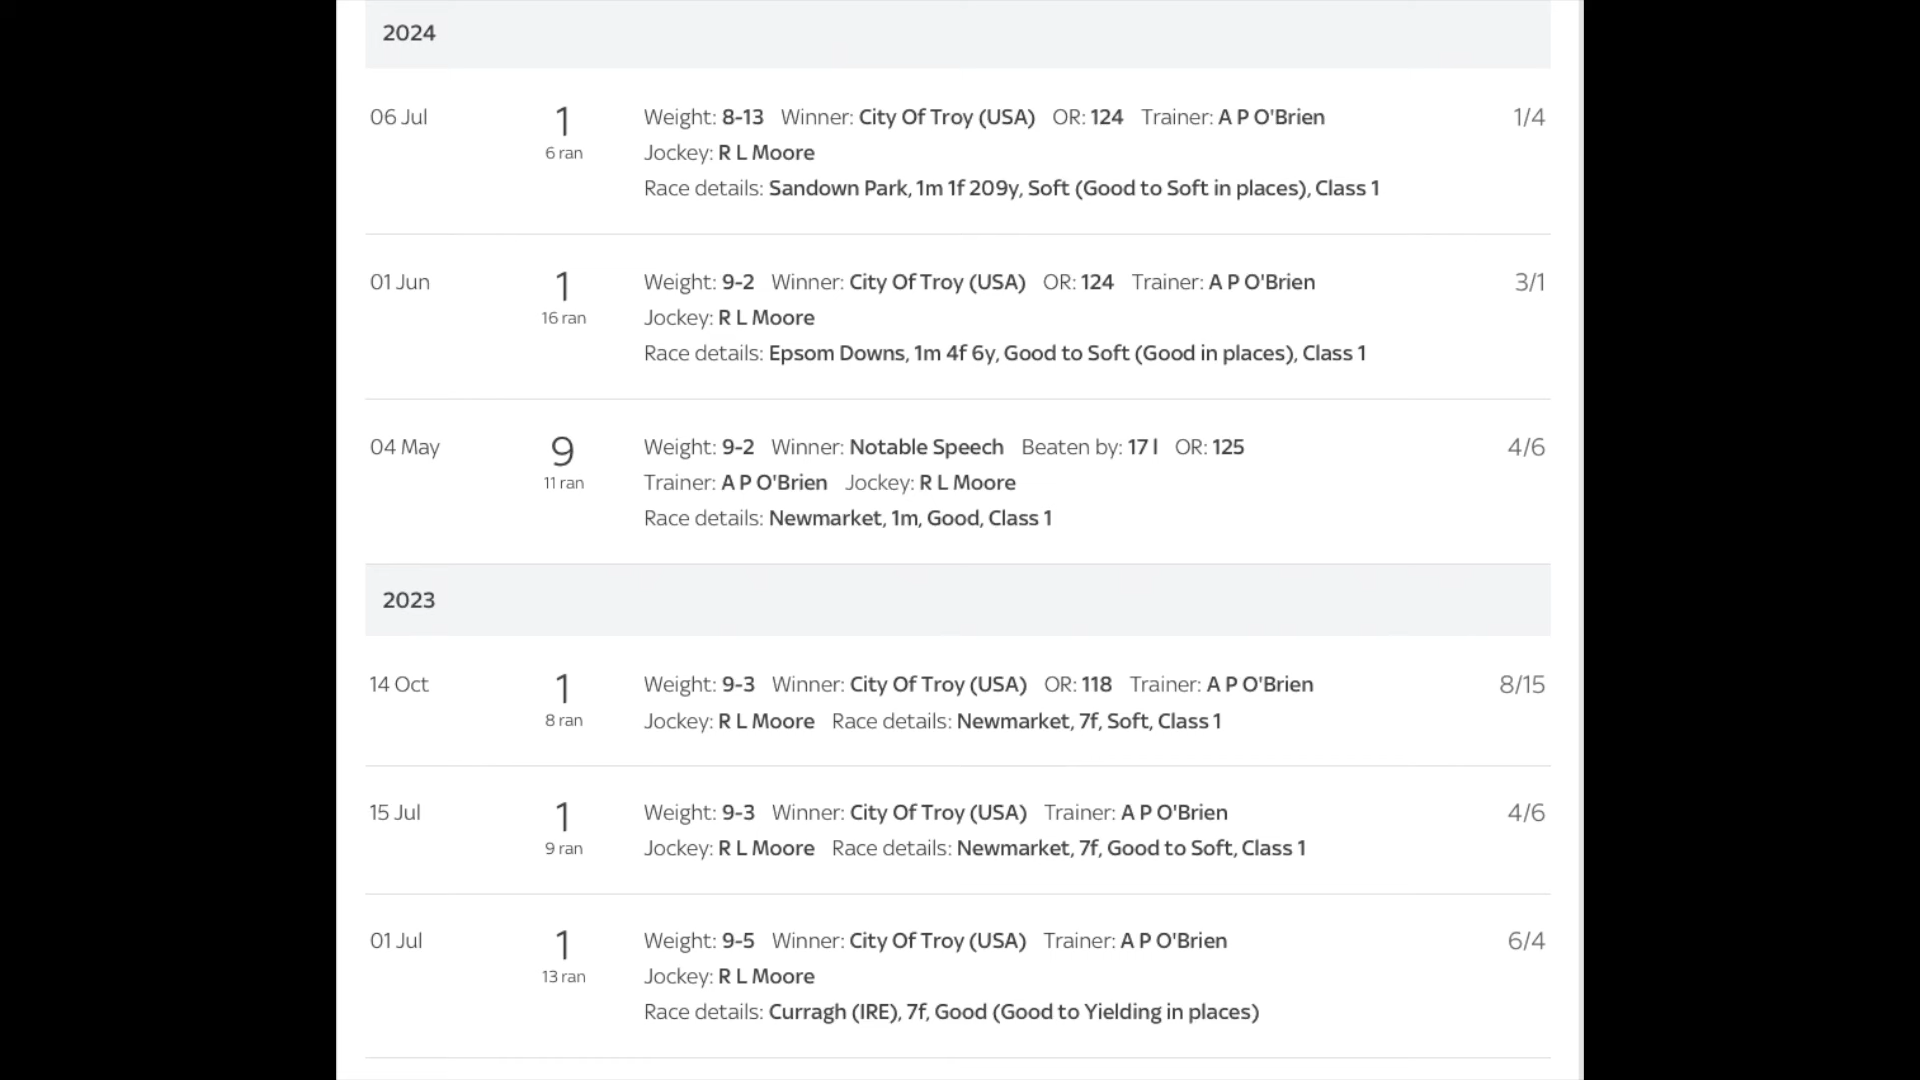 2024
06 Jul
1
6 ran
Weight: 8-13 Winner: City Of Troy (USA) OR: 124 Trainer: A P O'Brien
Jockey: R L Moore
Race details: Sandown Park, 1m 1f 209y, Soft (Good to Soft in places), Class 1
1/4
01 Jun
1
16 ran
Weight: 9-2 Winner: City Of Troy (USA) OR: 124 Trainer: A P O'Brien
Jockey: R L Moore
Race details: Epsom Downs, 1m 4f 6y, Good to Soft (Good in places), Class 1
3/1
04 May
9
11 ran
Weight: 9-2 Winner: Notable Speech Beaten by: 17 l OR: 125
Trainer: A P O'Brien Jockey: R L Moore
Race details: Newmarket, 1m, Good, Class 1
4/6
2023
14 Oct
1
8 ran
Weight: 9-3 Winner: City Of Troy (USA) OR: 118 Trainer: A P O'Brien
Jockey: R L Moore Race details: Newmarket, 7f, Soft, Class 1
8/15
15 Jul
1
9 ran
Weight: 9-3 Winner: City Of Troy (USA) Trainer: A P O'Brien
Jockey: R L Moore Race details: Newmarket, 7f, Good to Soft, Class 1
4/6
01 Jul
1
13 ran
Weight: 9-5 Winner: City Of Troy (USA) Trainer: A P O'Brien
Jockey: R L Moore
Race details: Curragh (IRE), 7f, Good (Good to Yielding in places)
6/4